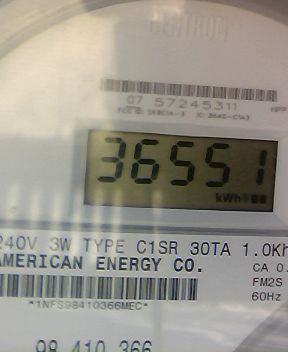 CENTRON
07 57245311
36551
kWh
240V 3W TYPE C1SR 30TA 1.0Kh
AMERICAN ENERGY CO.
CA 0.
FM2S
*1NFS98410366MEC*
60Hz
98 410 366